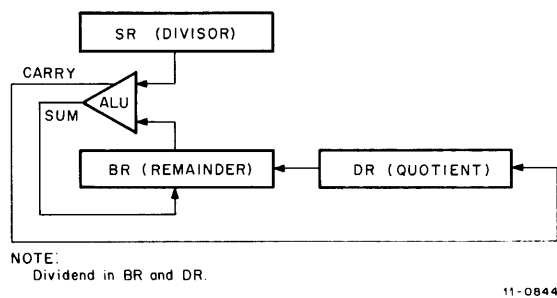 SR (DIVISOR)
CARRY
ALU
SUM
BR (REMAINDER)
DR (QUOTIENT)
NOTE:
Dividend in BR and DR.
11-0844